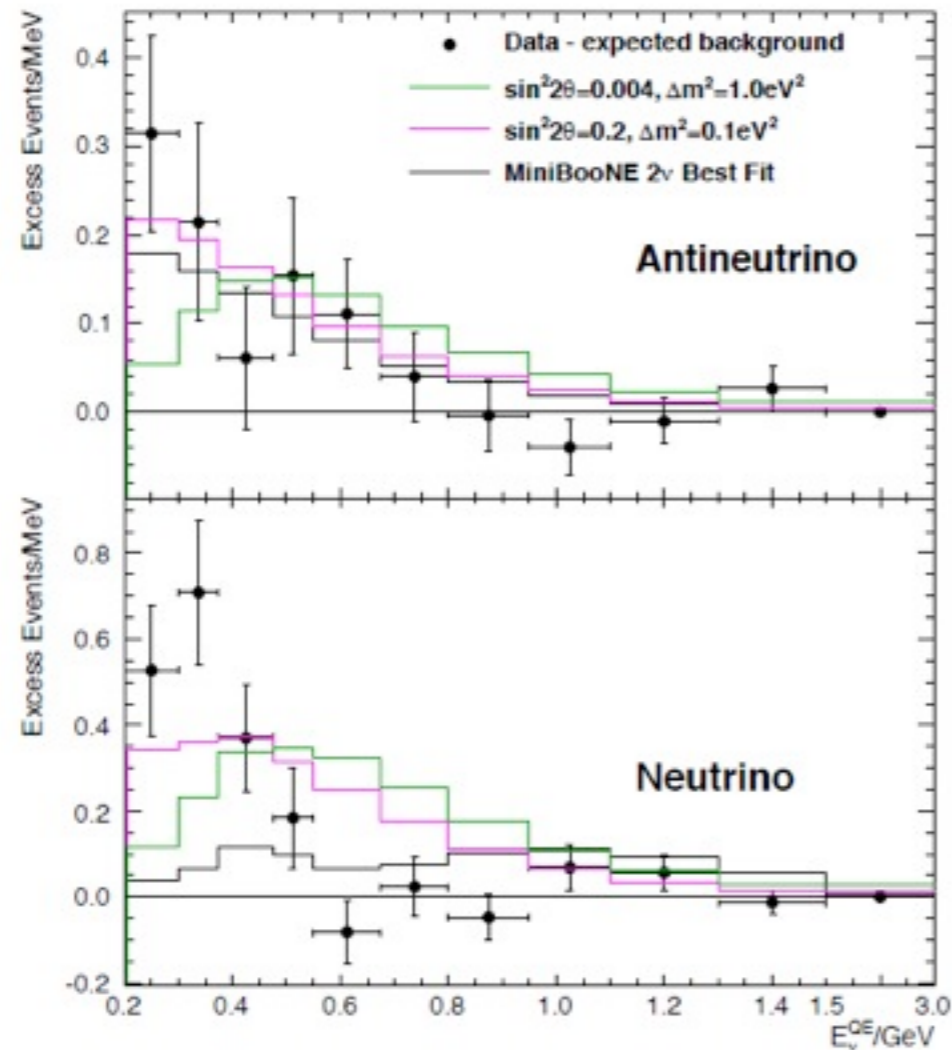 Excess Events/MeV
0.4
0.3
0.2
0.1
0.0
Data - expected background
sin²2θ=0.004, Δm²=1.0eV²
sin²2θ=0.2, Δm²=0.1eV²
MiniBooNE 2ν Best Fit
Antineutrino
Excess Events/MeV
0.8
0.6
0.4
0.2
0.0
-0.2
Neutrino
0.2 0.4 0.6 0.8 1.0 1.2 1.4 1.5 3.0
E_ν^QE/GeV